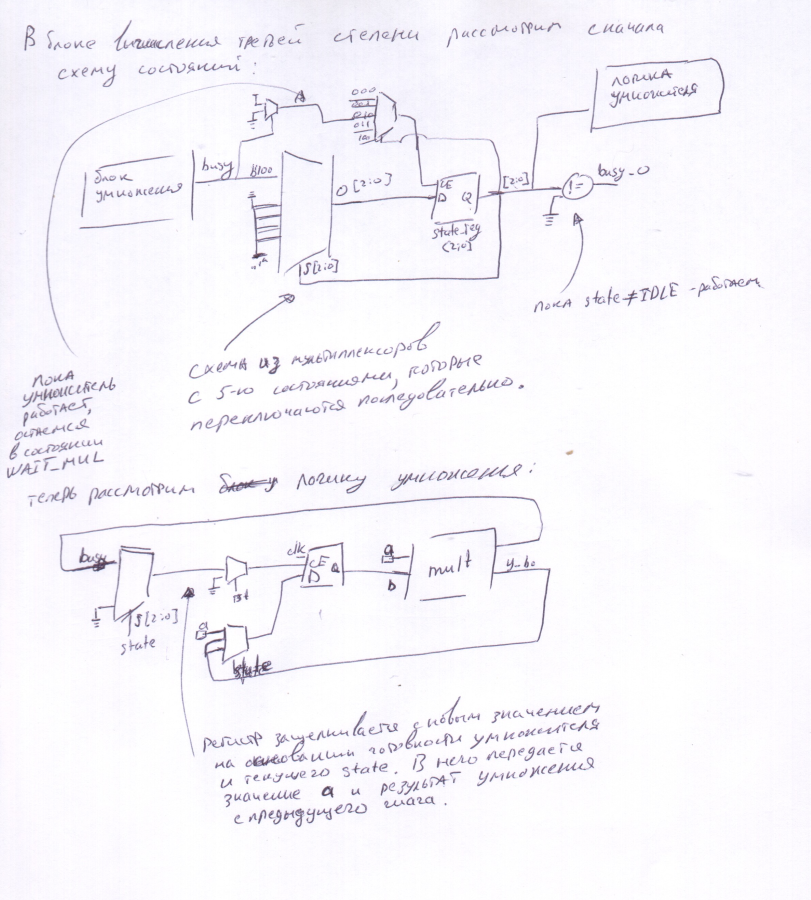 В блоке вычисления третьей степени рассмотрим сначала
схему состояний:
логика
умножителя
I
A
000
001
010
011
100
блок
умножения
busy
B100
O [2:0]
S[2:0]
CE
D Q
state_reg
[2:0]
[2:0]
!=
busy_o
пока state≠IDLE - работаем
пока
умножитель
работает,
остаемся
в состоянии
WAIT_MUL
схема из мультиплексоров
с 5-ю состояниями, которые
переключаются последовательно.
теперь рассмотрим логику умножения:
busy
S[2:0]
state
rst
clk
CE
D Q
a
b
mult
y_bo
a
state
регистр защелкивается с новым значением
на основании готовности умножителя
и текущего state. В него передается
значение a и результат умножения
с предыдущего шага.